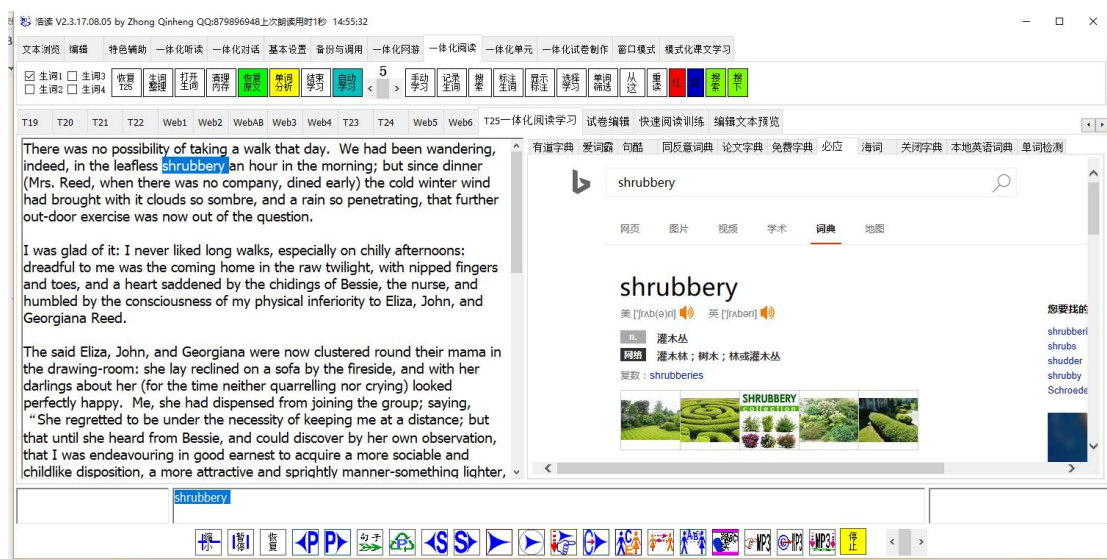 浩读 V2.3.17.08.05 by Zhong Qinheng QQ:879896948上次朗读用时1秒 14:55:32
文本浏览 编辑 特色辅助 一体化听读 一体化对话 基本设置 备份与调用 一体化网游 一体化阅读 一体化单元 一体化试卷制作 窗口模式 模式化课文学习
生词1 生词3 恢复T25 生词整理 打开生词 清理内存 恢复原文 单词分析 结束学习 自动学习 5 手动学习 记录生词 搜索 标注生词 显示标注 选择学习 单词筛选 从这 重读 红 搜索 搜下
生词2 生词4
T19 T20 T21 T22 Web1 Web2 WebAB Web3 Web4 T23 T24 Web5 Web6 T25一体化阅读学习 试卷编辑 快速阅读训练 编辑文本预览
有道字典 爱词霸 句酷 同反意词典 论文字典 免费字典 必应 海词 关闭字典 本地英语词典 单词检测
There was no possibility of taking a walk that day. We had been wandering,
indeed, in the leafless shrubbery an hour in the morning; but since dinner
(Mrs. Reed, when there was no company, dined early) the cold winter wind
had brought with it clouds so sombre, and a rain so penetrating, that further
out-door exercise was now out of the question.
I was glad of it: I never liked long walks, especially on chilly afternoons:
dreadful to me was the coming home in the raw twilight, with nipped fingers
and toes, and a heart saddened by the chidings of Bessie, the nurse, and
humbled by the consciousness of my physical inferiority to Eliza, John, and
Georgiana Reed.
The said Eliza, John, and Georgiana were now clustered round their mama in
the drawing-room: she lay reclined on a sofa by the fireside, and with her
darlings about her (for the time neither quarrelling nor crying) looked
perfectly happy. Me, she had dispensed from joining the group; saying,
“She regretted to be under the necessity of keeping me at a distance; but
that until she heard from Bessie, and could discover by her own observation,
that I was endeavouring in good earnest to acquire a more sociable and
childlike disposition, a more attractive and sprightly manner-something lighter,
shrubbery
网页 图片 视频 学术 词典 地图
shrubbery
美 ['ʃrʌb(ə)ri] 英 ['ʃrʌbəri]
n. 灌木丛
网络 灌木林；树木；林或灌木丛
复数：shrubberies
SHRUBBERY
collection
您要找的
shrubberi
shrubs
shudder
shrubby
Schroede
shrubbery
缩小 暂停 恢复 P P 句子 P S S C ABC AB MP3 MP3 MP3 停止